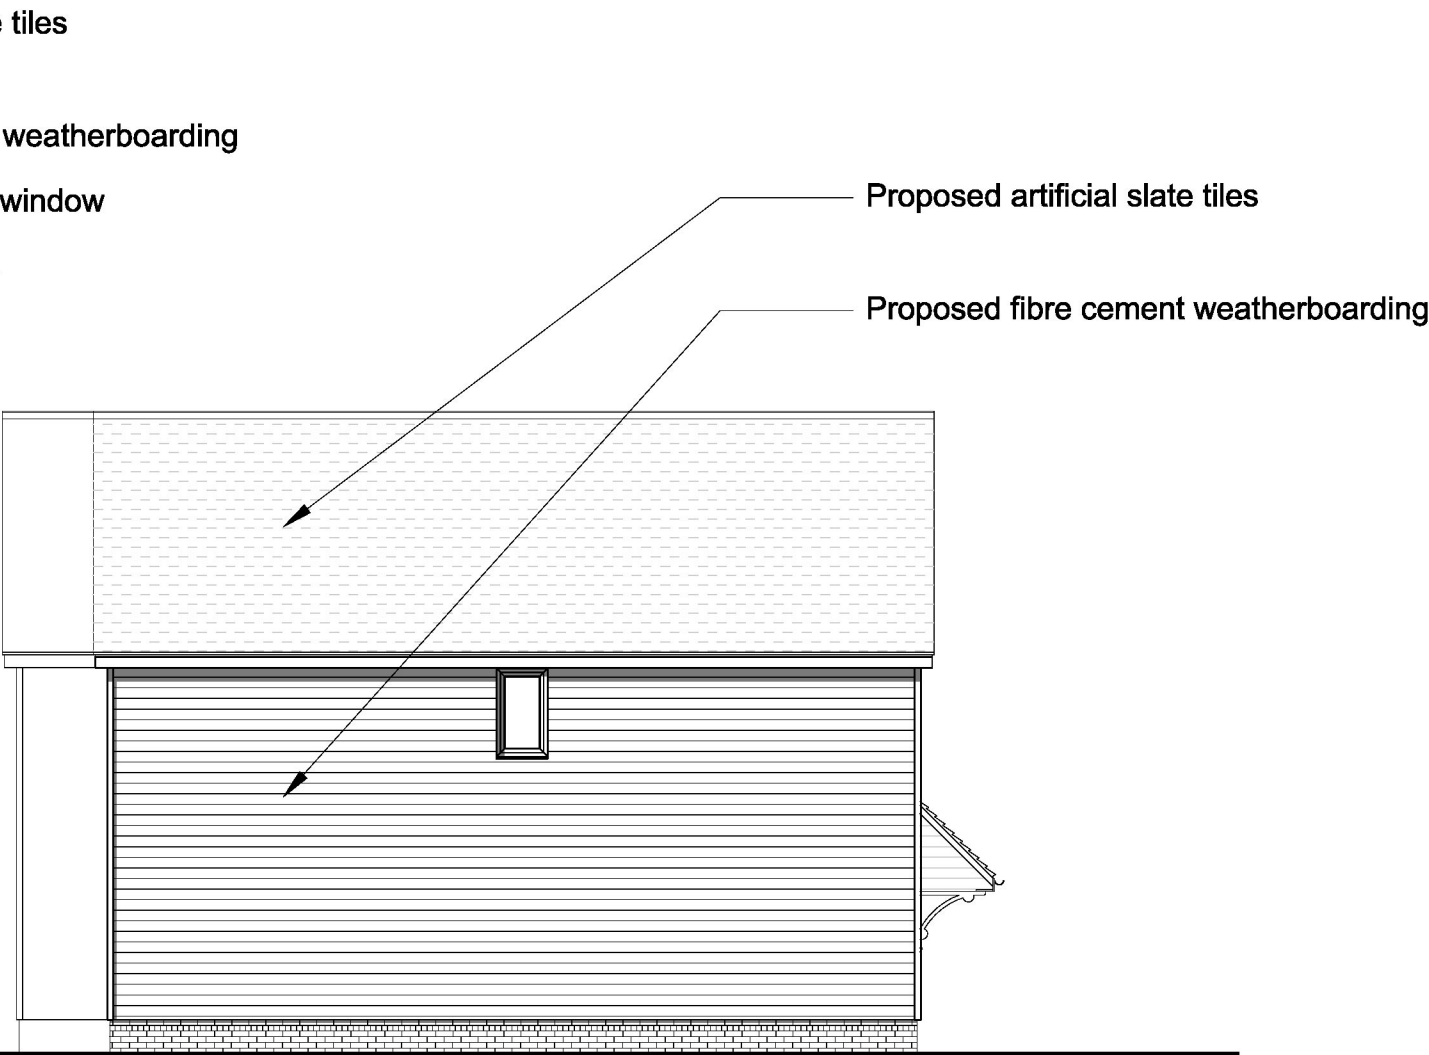 tiles
weatherboarding
window
Proposed artificial slate tiles
Proposed fibre cement weatherboarding